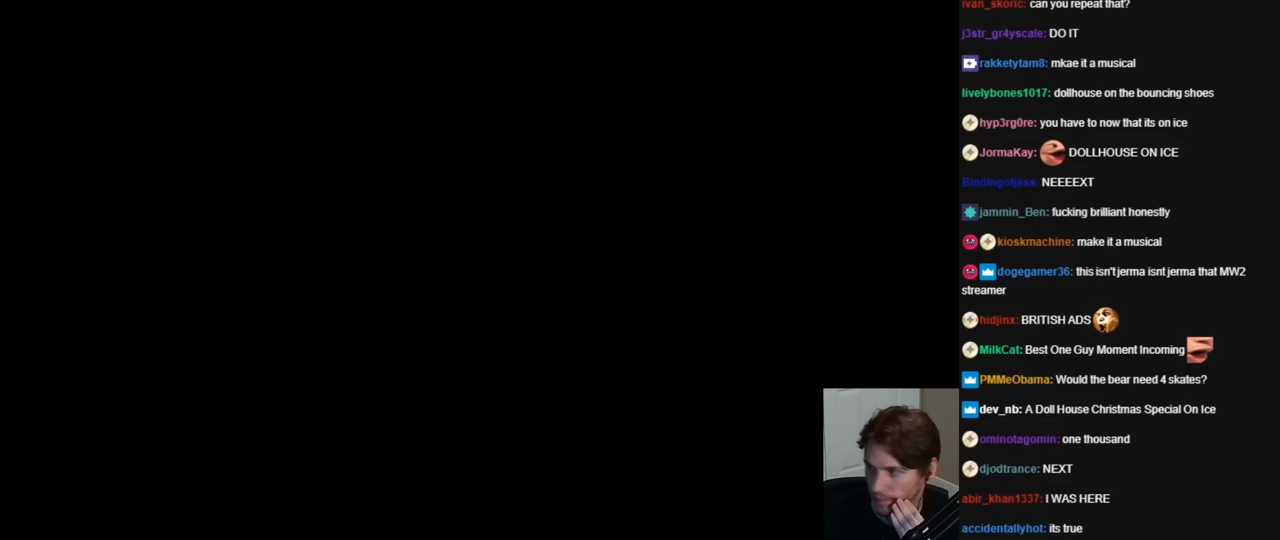 ivan_skoric: can you repeat that?
j3str_gr4yscale: DO IT
rakketytam8: mkae it a musical
livelybones1017: dollhouse on the bouncing shoes
hyp3rg0re: you have to now that its on ice
JormaKay: DOLLHOUSE ON ICE
Bindingofjess: NEEEEXT
jammin_Ben: fucking brilliant honestly
kioskmachine: make it a musical
dogegamer36: this isn't jerma isnt jerma that MW2
streamer
hidjinx: BRITISH ADS
MilkCat: Best One Guy Moment Incoming
PMMeObama: Would the bear need 4 skates?
dev_nb: A Doll House Christmas Special On Ice
ominotagomin: one thousand
djodtrance: NEXT
abir_khan1337: I WAS HERE
accidentallyhot: its true